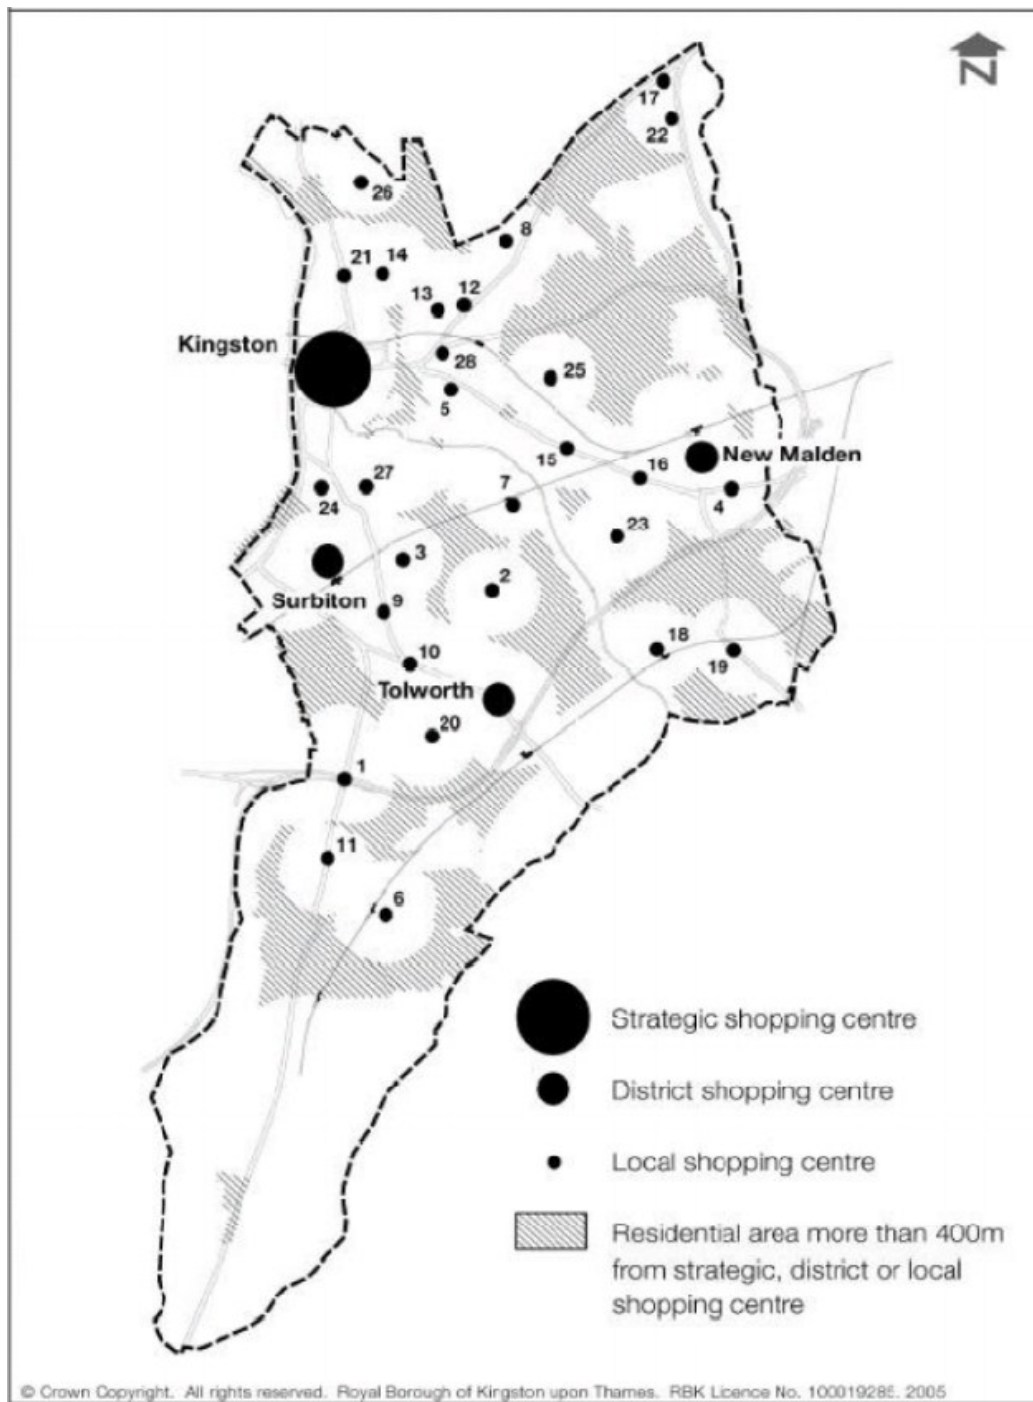 N
17
22
26
8
21
14
13
12
Kingston
28
25
5
15
New Malden
16
27
7
24
4
23
3
2
Surbiton
9
18
10
19
Tolworth
20
1
11
6
Strategic shopping centre
District shopping centre
Local shopping centre
Residential area more than 400m
from strategic, district or local
shopping centre
© Crown Copyright. All rights reserved. Royal Borough of Kingston upon Thames. RBK Licence No. 100019285. 2005